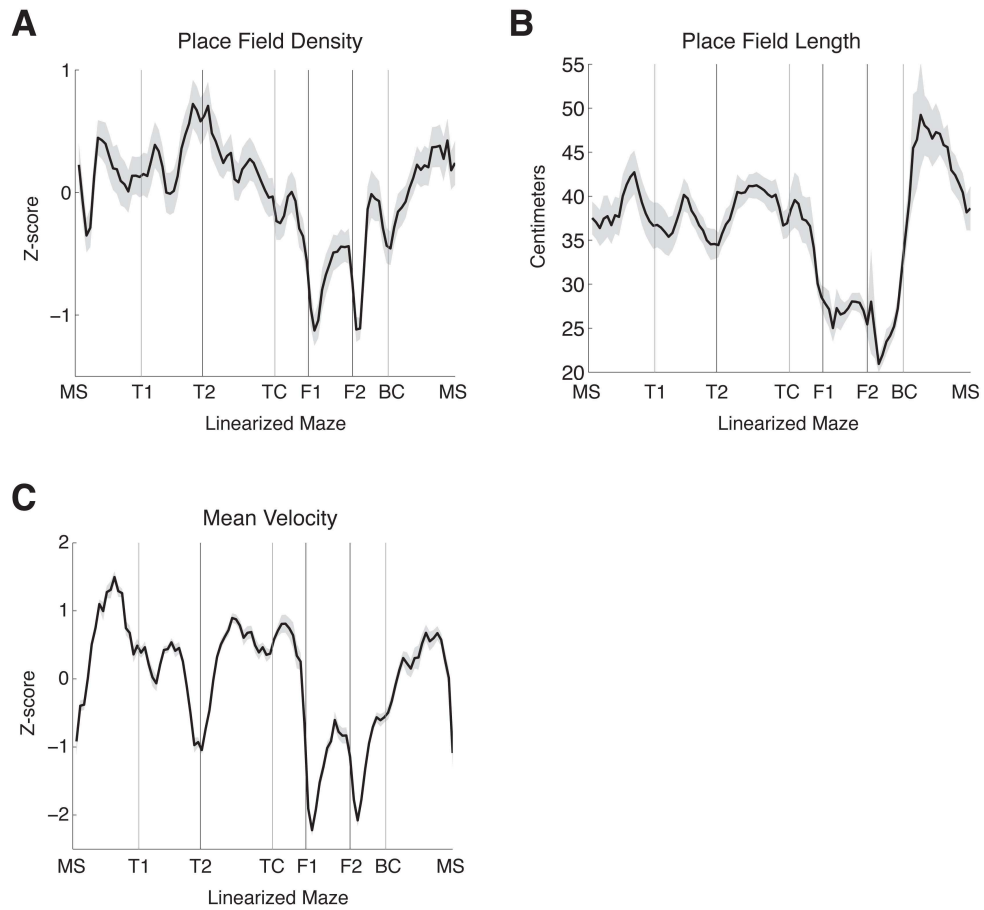 A
Place Field Density
Z-score
1
0
−1
MS T1 T2 TC F1 F2 BC MS
Linearized Maze
B
Place Field Length
Centimeters
55
50
45
40
35
30
25
20
MS T1 T2 TC F1 F2 BC MS
Linearized Maze
C
Mean Velocity
Z-score
2
1
0
−1
−2
MS T1 T2 TC F1 F2 BC MS
Linearized Maze